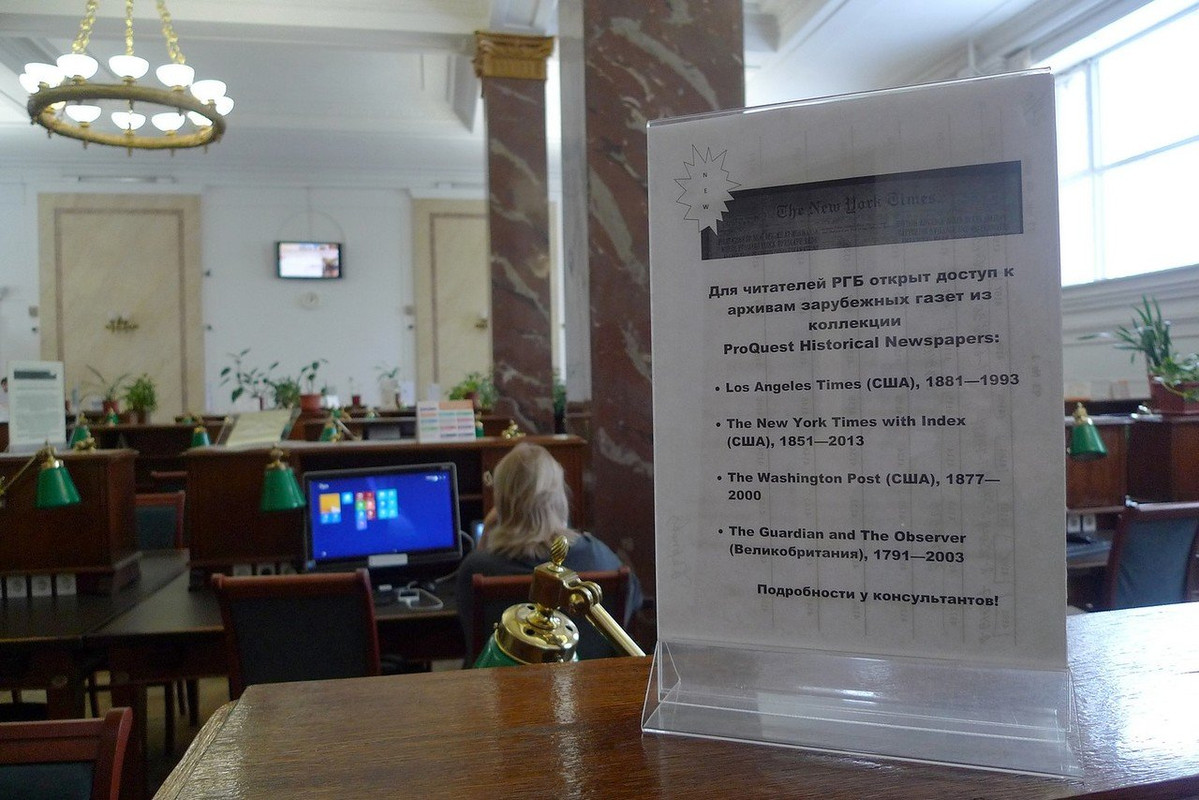 NEW
The New York Times
Для читателей РГБ открыт доступ к
архивам зарубежных газет из
коллекции
ProQuest Historical Newspapers:
• Los Angeles Times (США), 1881—1993
• The New York Times with Index
(США), 1851—2013
• The Washington Post (США), 1877—
2000
• The Guardian and The Observer
(Великобритания), 1791—2003
Подробности у консультантов!